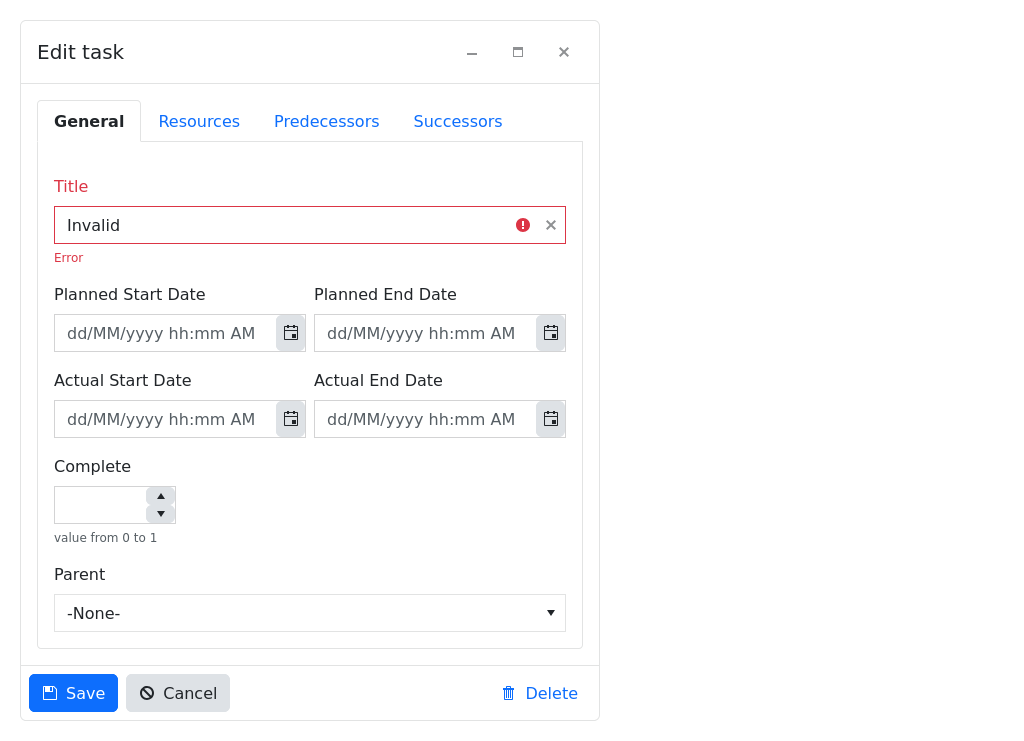 Edit task
General Resources Predecessors Successors
Title
Invalid
Error
Planned Start Date Planned End Date
dd/MM/yyyy hh:mm AM dd/MM/yyyy hh:mm AM
Actual Start Date Actual End Date
dd/MM/yyyy hh:mm AM dd/MM/yyyy hh:mm AM
Complete
value from 0 to 1
Parent
-None-
Save Cancel Delete